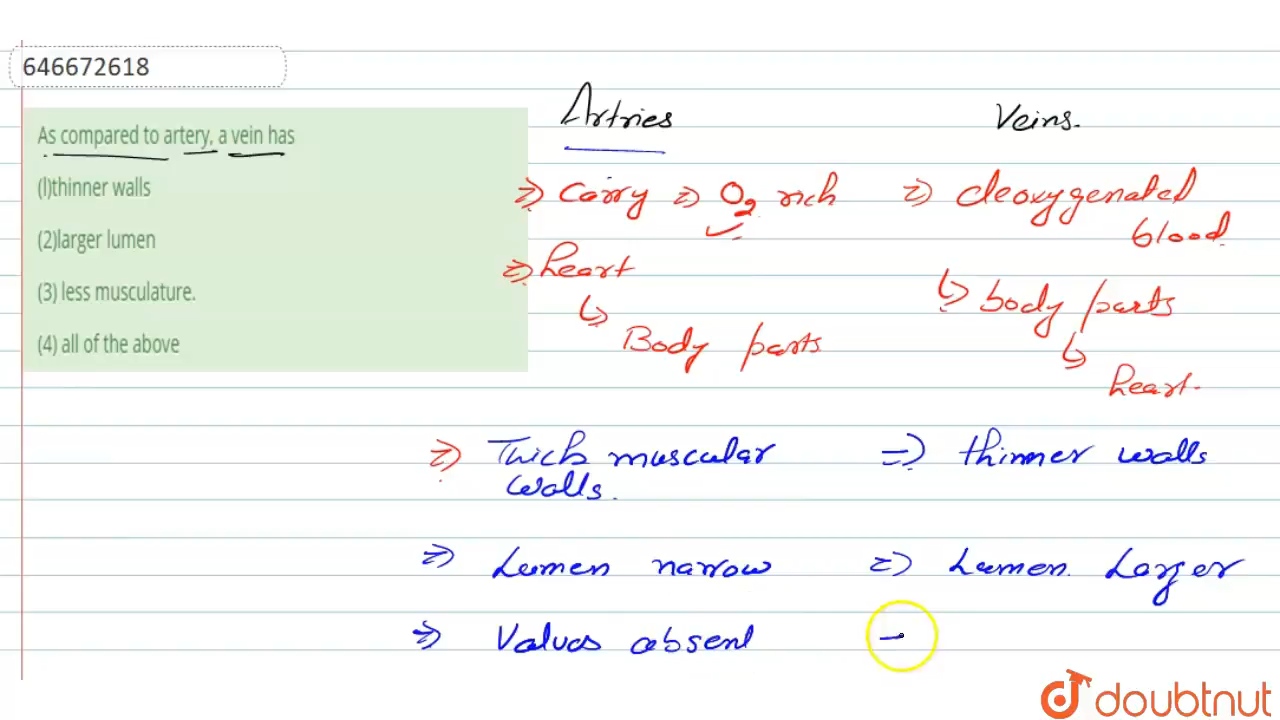 646672618
As compared to artery, a vein has
(l)thinner walls
(2)larger lumen
(3) less musculature.
(4) all of the above
Artries
Veins.
⇒ Carry ⇒ O2 rich
⇒ deoxygenated
blood.
⇒ heart
↳ Body parts
↳ body parts
↳ heart.
⇒ Thick muscular
walls.
⇒ thinner walls
⇒ Lumen narrow
⇒ Lumen. Larger
⇒ Valves absent
doubtnut